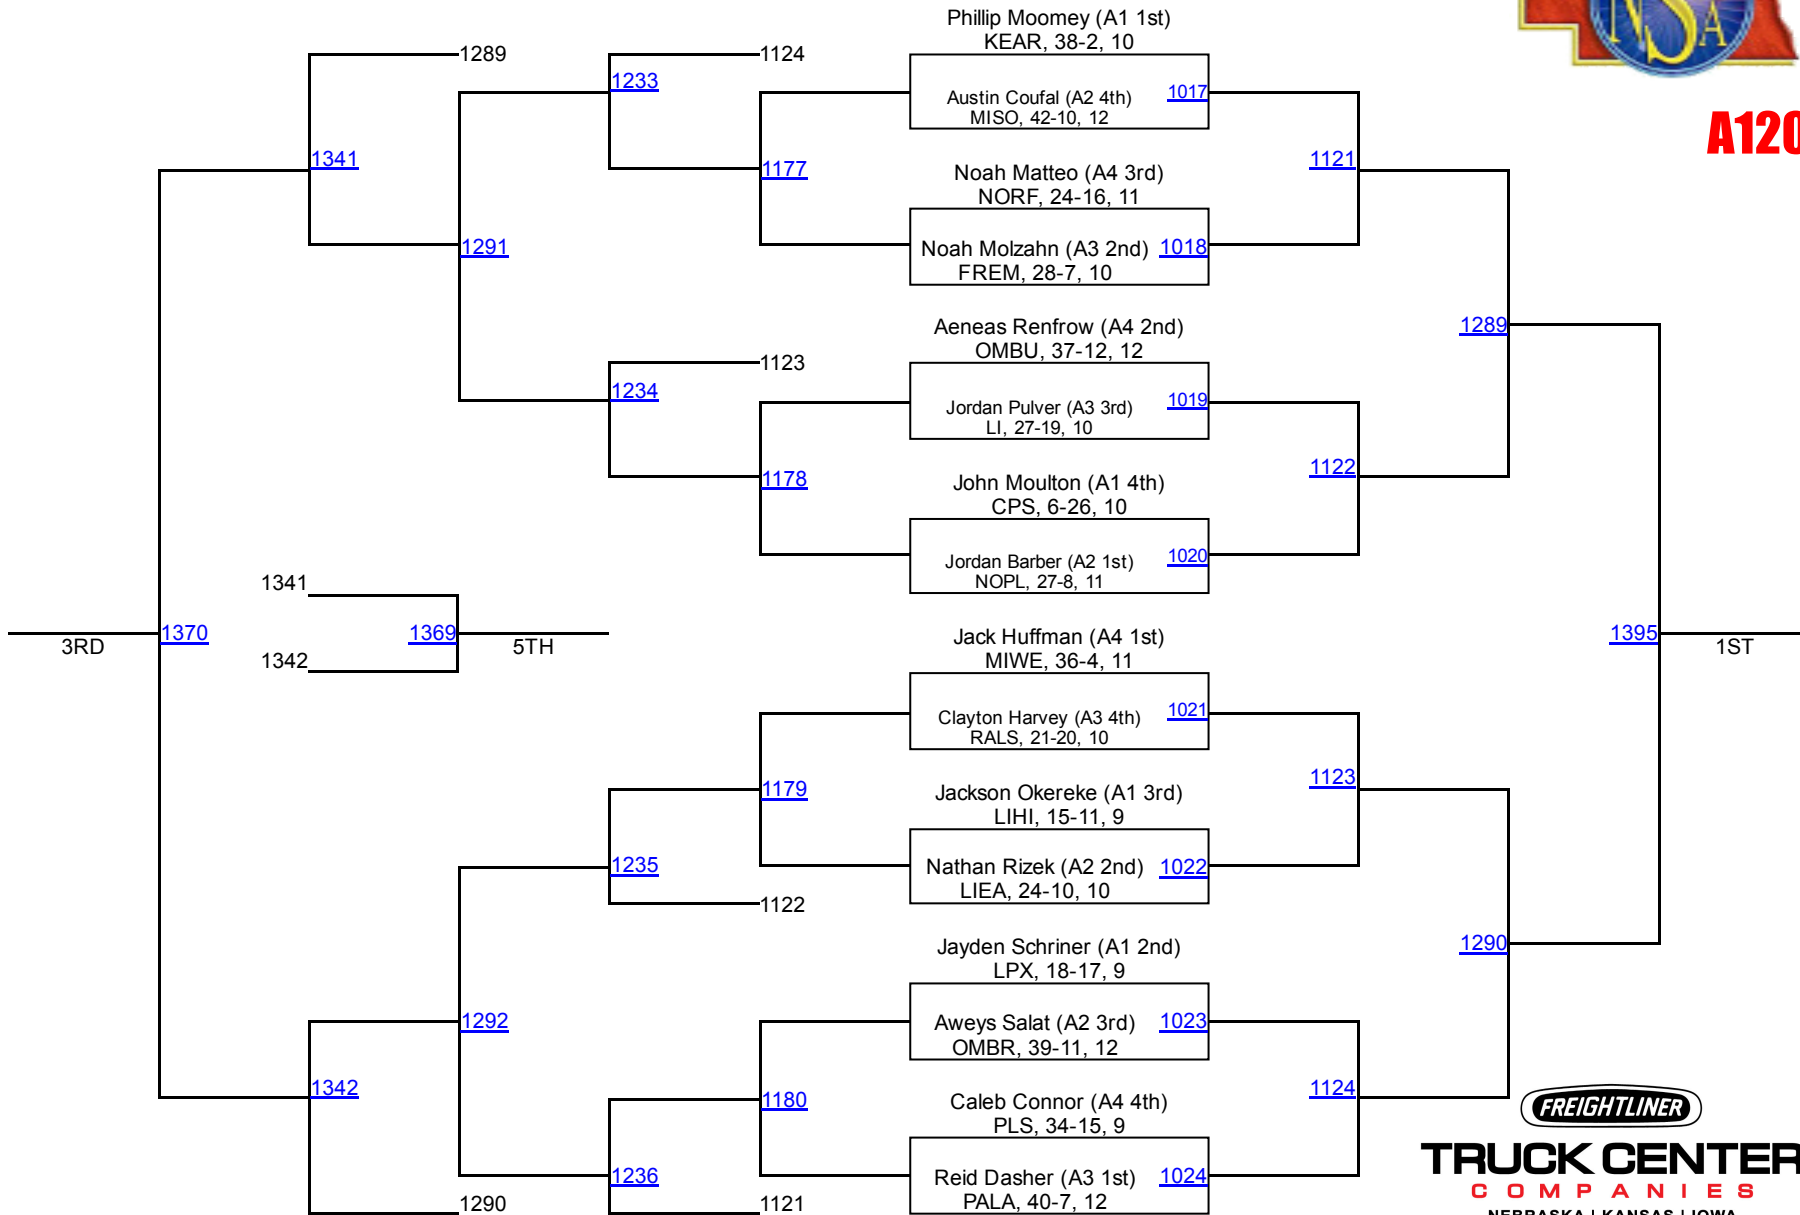 NSA
A120
Phillip Moomey (A1 1st)
KEAR, 38-2, 10
Austin Coufal (A2 4th)
MISO, 42-10, 12
1017
Noah Matteo (A4 3rd)
NORF, 24-16, 11
Noah Molzahn (A3 2nd)
FREM, 28-7, 10
1018
Aeneas Renfrow (A4 2nd)
OMBU, 37-12, 12
Jordan Pulver (A3 3rd)
LI, 27-19, 10
1019
John Moulton (A1 4th)
CPS, 6-26, 10
Jordan Barber (A2 1st)
NOPL, 27-8, 11
1020
Jack Huffman (A4 1st)
MIWE, 36-4, 11
Clayton Harvey (A3 4th)
RALS, 21-20, 10
1021
Jackson Okereke (A1 3rd)
LIHI, 15-11, 9
Nathan Rizek (A2 2nd)
LIEA, 24-10, 10
1022
Jayden Schriner (A1 2nd)
LPX, 18-17, 9
Aweys Salat (A2 3rd)
OMBR, 39-11, 12
1023
Caleb Connor (A4 4th)
PLS, 34-15, 9
Reid Dasher (A3 1st)
PALA, 40-7, 12
1024
1121
1122
1123
1124
1289
1290
1395
1ST
1124
1177
1123
1178
1179
1122
1180
1121
1233
1234
1235
1236
1289
1291
1292
1290
1341
1342
1341
1342
1369
5TH
1370
3RD
FREIGHTLINER
TRUCK CENTER
COMPANIES
NEBRASKA | KANSAS | IOWA